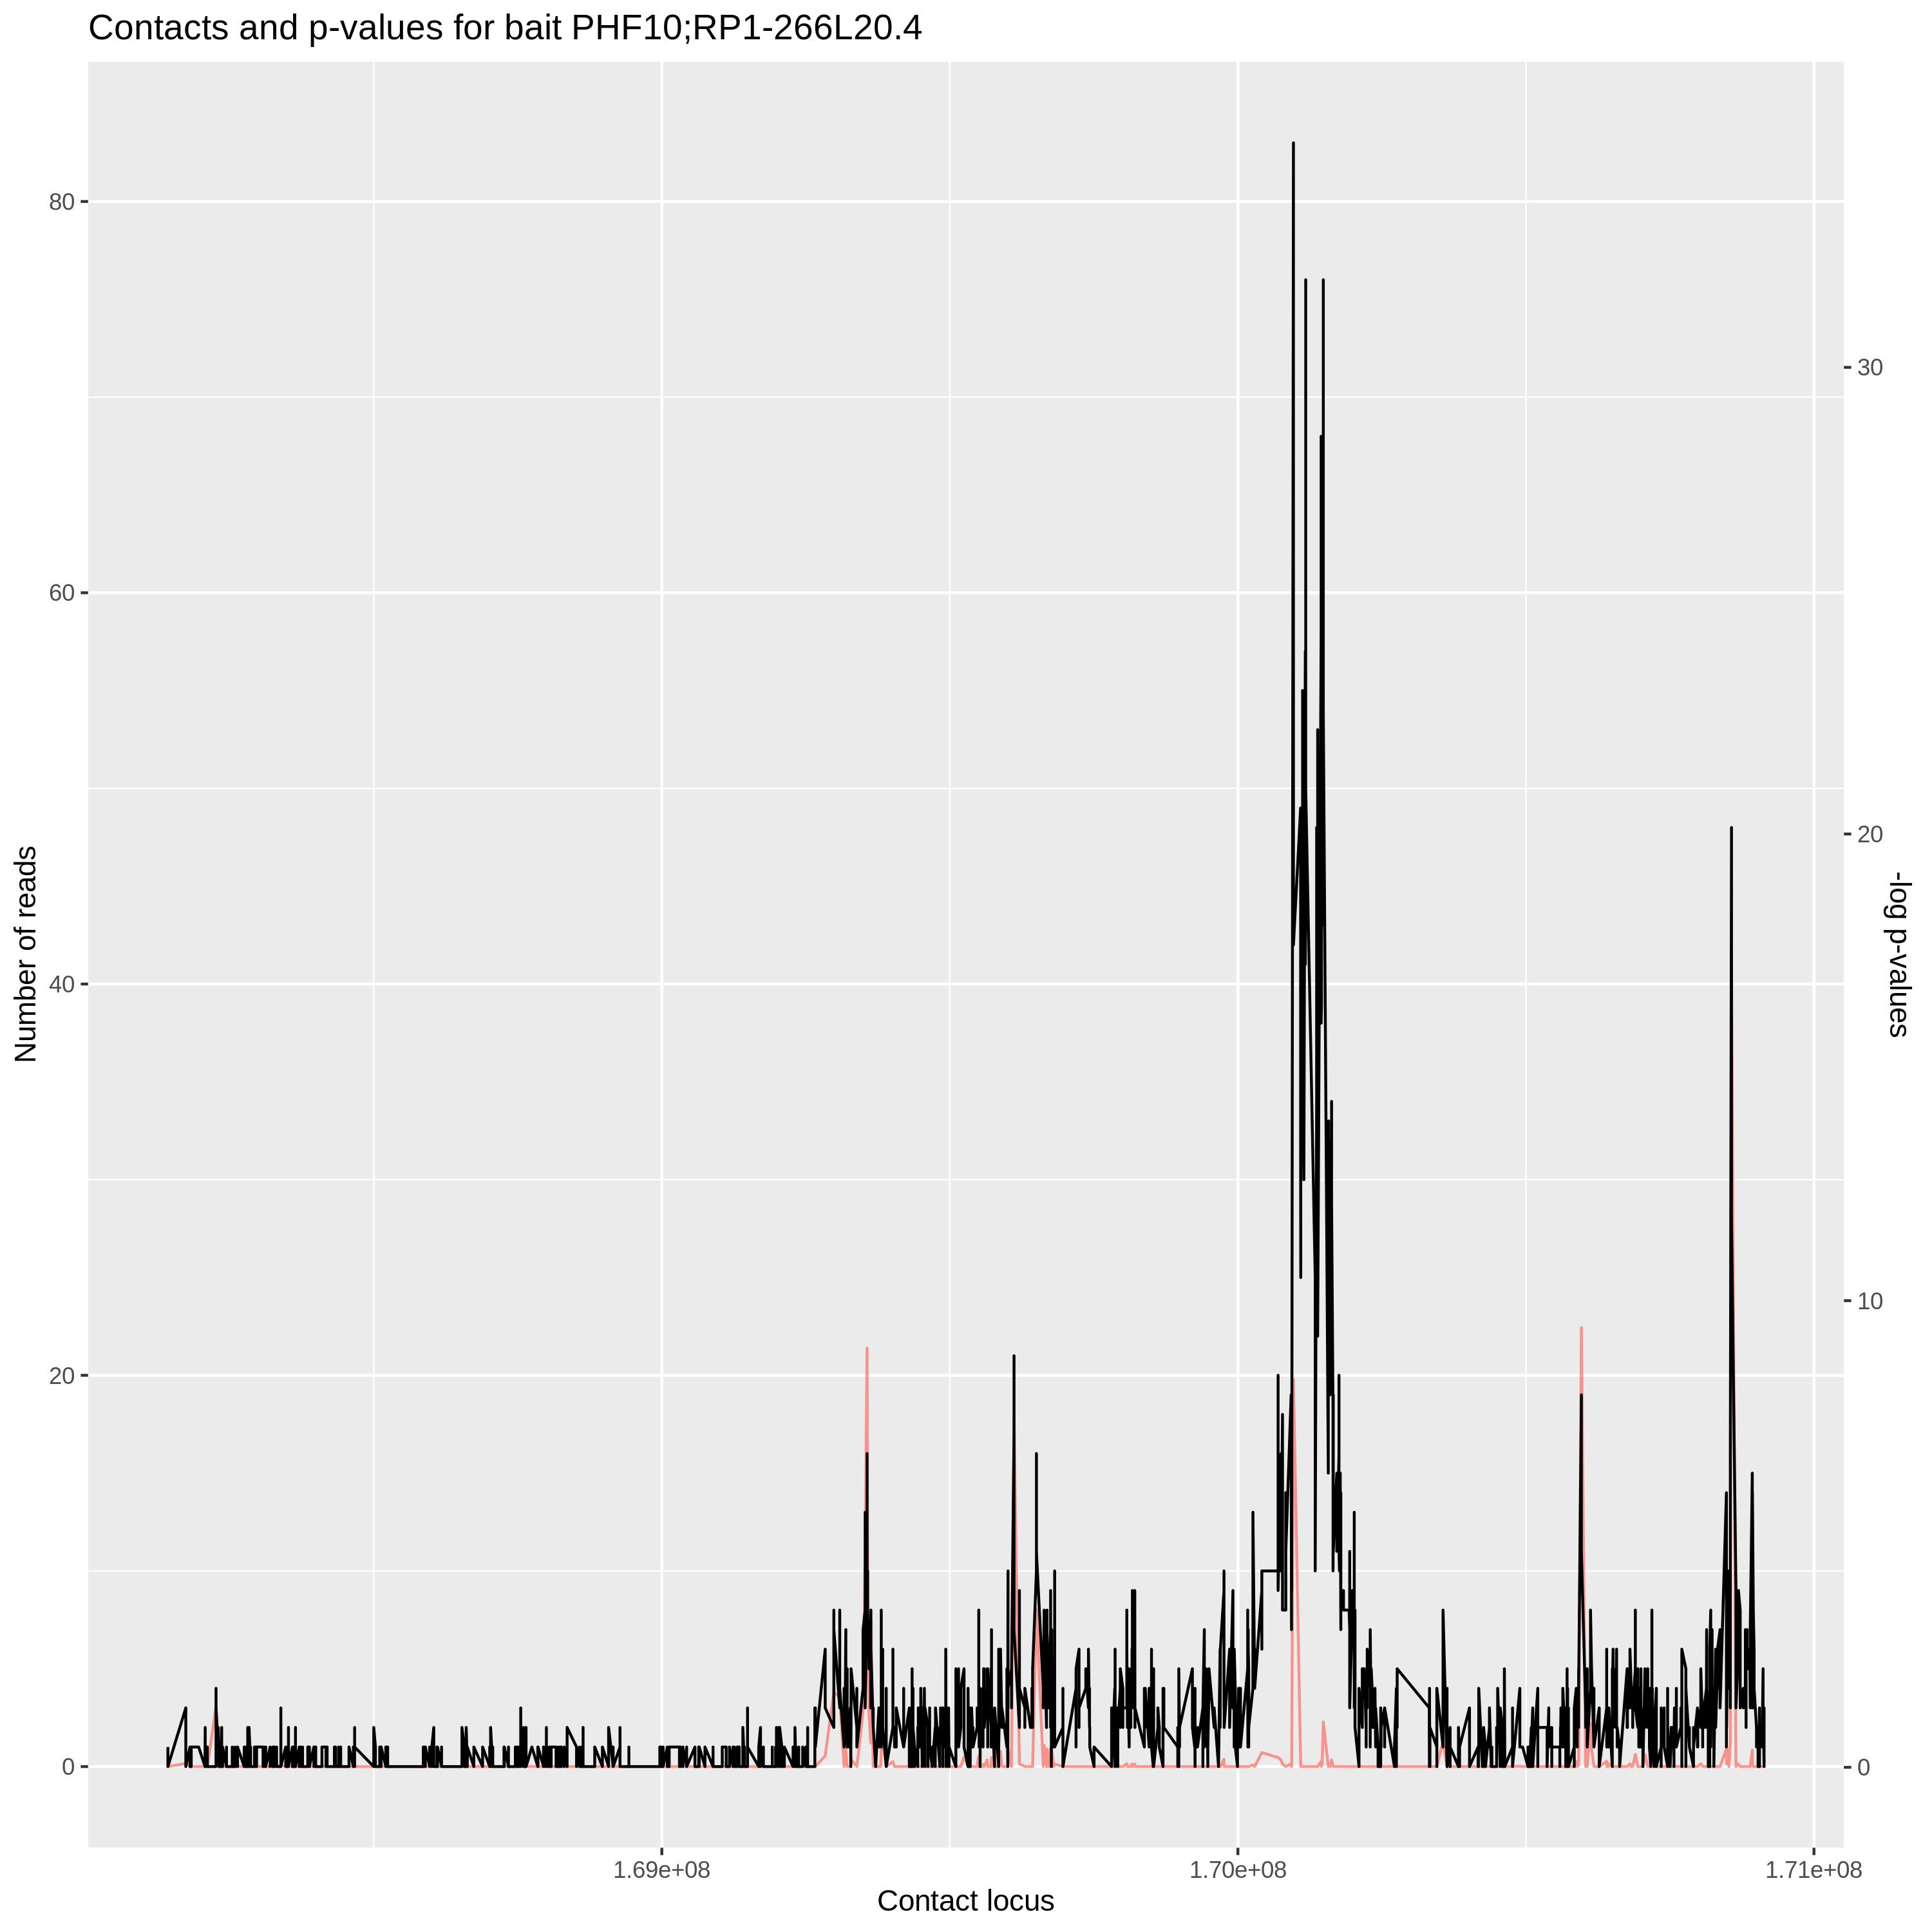 Contacts and p-values for bait PHF10;RP1-266L20.4
80
60
40
20
0
Number of reads
30
20
10
0
-log p-values
1.69e+08
1.70e+08
1.71e+08
Contact locus